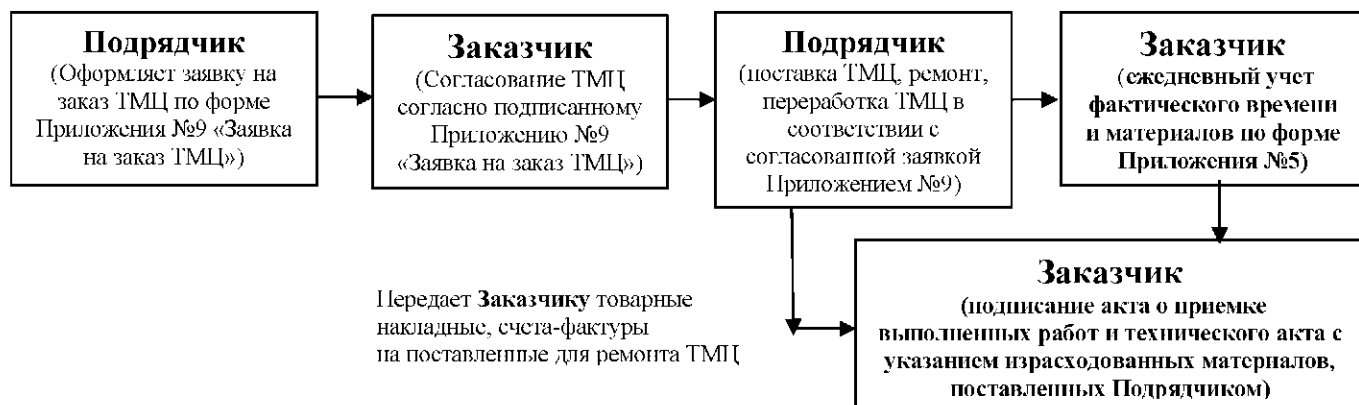 Подрядчик
(Оформляет заявку на
заказ ТМЦ по форме
Приложения №9 «Заявка
на заказ ТМЦ»)
Заказчик
(Согласование ТМЦ
согласно подписанному
Приложению №9
«Заявка на заказ ТМЦ»)
Подрядчик
(поставка ТМЦ, ремонт,
переработка ТМЦ в
соответствии с
согласованной заявкой
Приложением №9)
Заказчик
(ежедневный учет
фактического времени
и материалов по форме
Приложения №5)
Передает Заказчику товарные
накладные, счета-фактуры
на поставленные для ремонта ТМЦ
Заказчик
(подписание акта о приемке
выполненных работ и технического акта с
указанием израсходованных материалов,
поставленных Подрядчиком)